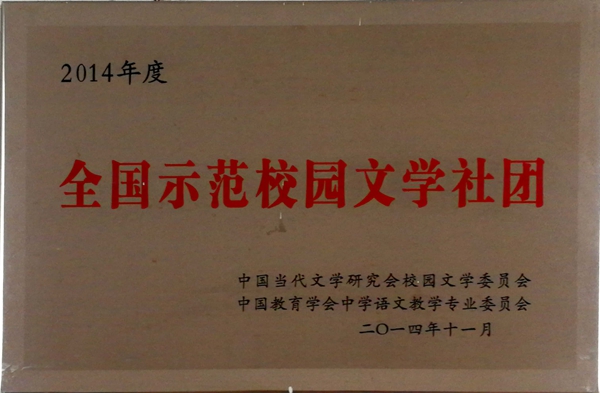 2014年度
全国示范校园文学社团
中国当代文学研究会校园文学委员会
中国教育学会中学语文教学专业委员会
二〇一四年十一月